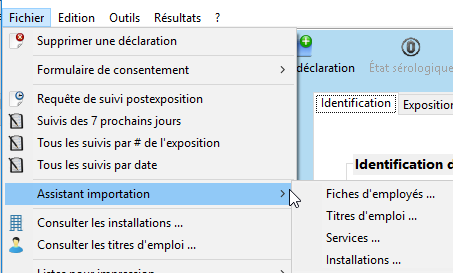 Fichier Edition Outils Résultats ?
Supprimer une déclaration
Formulaire de consentement
Requête de suivi postexposition
Suivis des 7 prochains jours
Tous les suivis par # de l'exposition
Tous les suivis par date
Assistant importation
Consulter les installations ...
Consulter les titres d'emploi ...
déclaration
État sérologique
Identification
Exposition
Identification d
Fiches d'employés ...
Titres d'emploi ...
Services ...
Installations ...